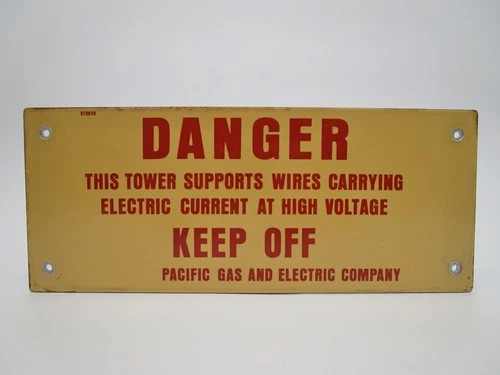 DANGER
THIS TOWER SUPPORTS WIRES CARRYING
ELECTRIC CURRENT AT HIGH VOLTAGE
KEEP OFF
PACIFIC GAS AND ELECTRIC COMPANY